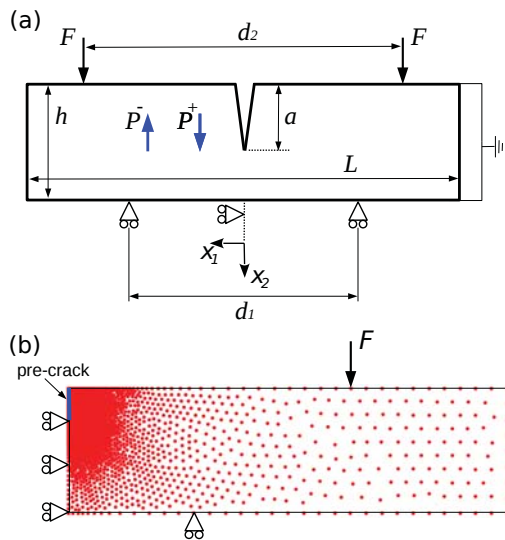 (a)
F
d₂
F
h
P⁻
P⁺
a
L
x₁
x₂
d₁
(b)
F
pre-crack